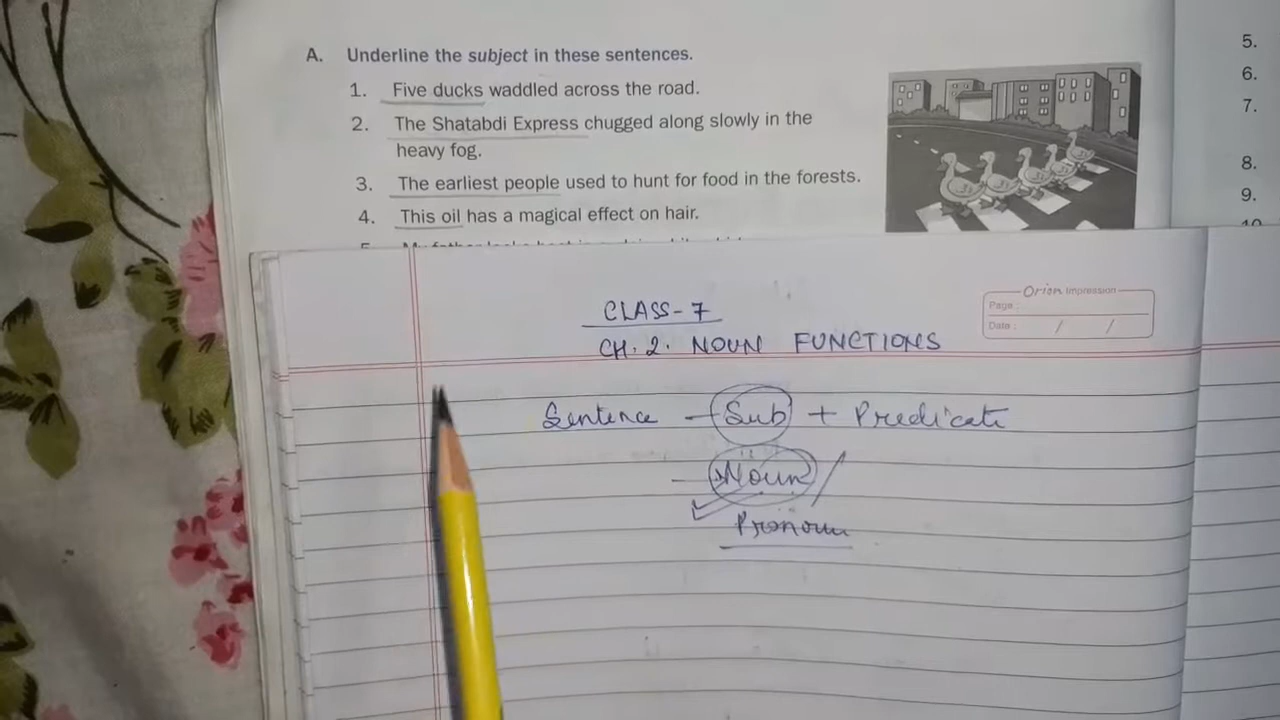 A. Underline the subject in these sentences.
1. Five ducks waddled across the road.
2. The Shatabdi Express chugged along slowly in the
heavy fog.
3. The earliest people used to hunt for food in the forests.
4. This oil has a magical effect on hair.
5.
6.
7.
8.
9.
Orion Impression
Page :
Date : / /
CLASS-7
CH. 2. NOUN FUNCTIONS
Sentence - Sub + Predicate
- Noun /
Pronoun